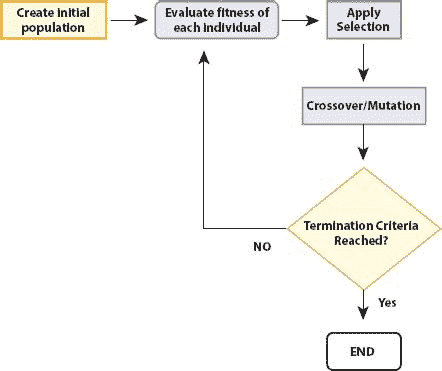 Create initial
population
Evaluate fitness of
each individual
Apply
Selection
Crossover/Mutation
Termination Criteria
Reached?
NO
Yes
END